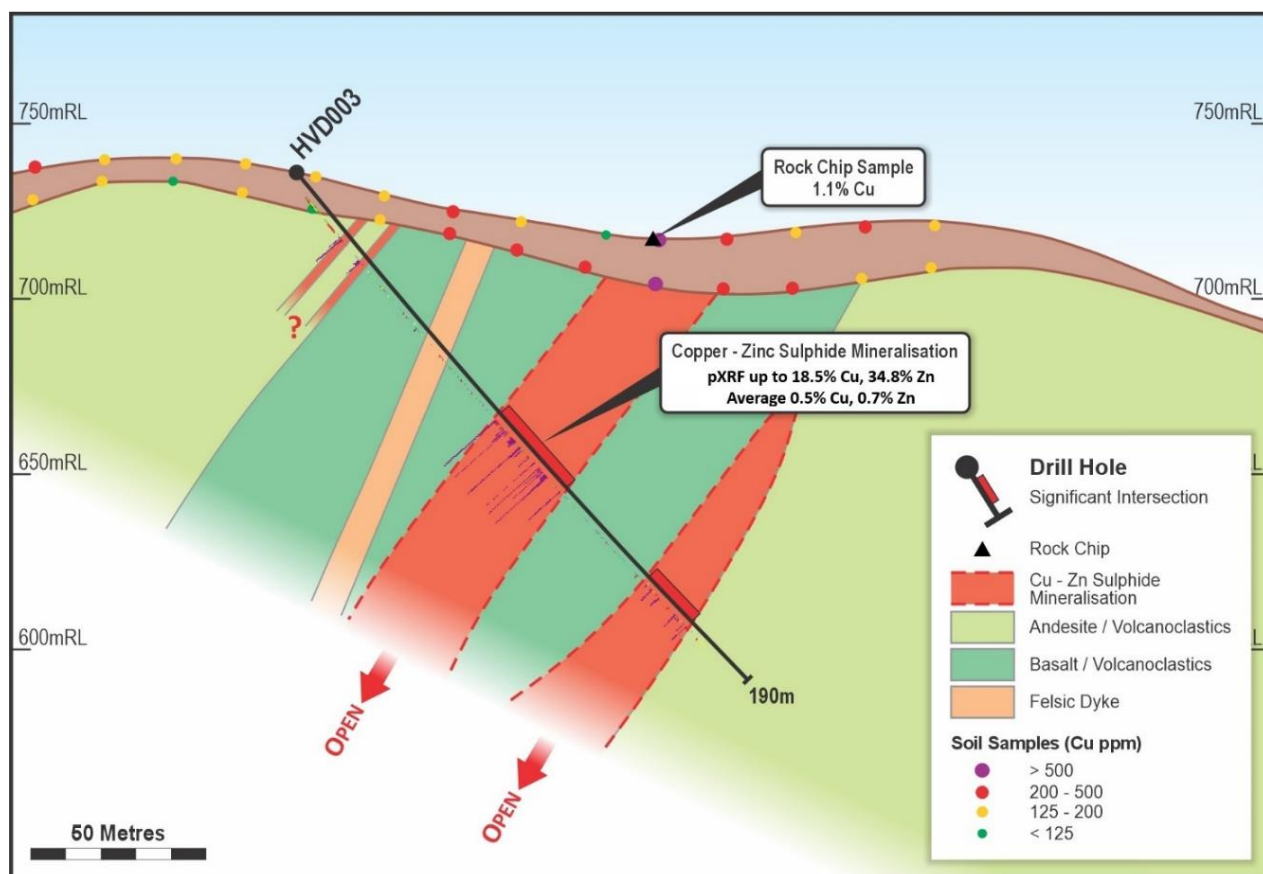 750mRL
750mRL
HVD003
Rock Chip Sample
1.1% Cu
700mRL
700mRL
?
Copper - Zinc Sulphide Mineralisation
pXRF up to 18.5% Cu, 34.8% Zn
Average 0.5% Cu, 0.7% Zn
650mRL
RL
600mRL
RL
190m
OPEN
OPEN
50 Metres
Drill Hole
Significant Intersection
Rock Chip
Cu - Zn Sulphide
Mineralisation
Andesite / Volcanoclastics
Basalt / Volcanoclastics
Felsic Dyke
Soil Samples (Cu ppm)
> 500
200 - 500
125 - 200
< 125